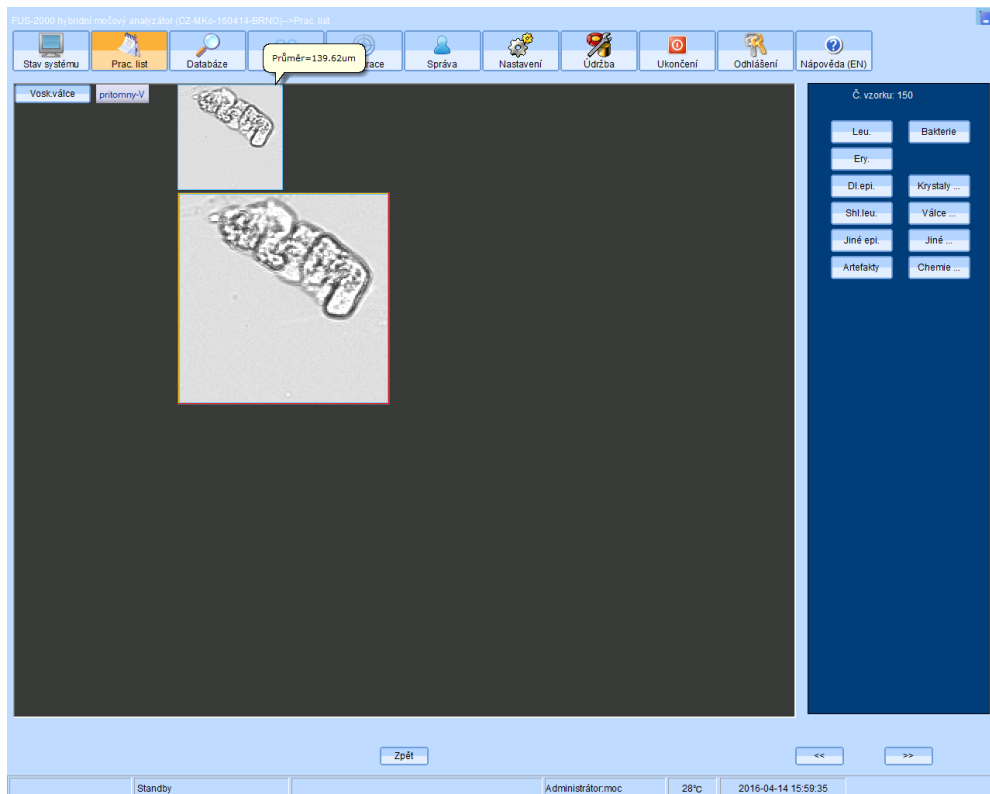 FUS-2000 hybridní močový analyzátor (CZ-MKo-160414-BRNO)-->Prac. list
Stav systému
Prac. list
Databáze
Průměr=139.62um
race
Správa
Nastavení
Údržba
Ukončení
Odhlášení
Nápověda (EN)
Vosk.válce
pritomny-V
Č. vzorku: 150
Leu.
Bakterie
Ery.
Dl.epi.
Krystaly ...
Shl.leu.
Válce ...
Jiné epi.
Jiné ...
Artefakty
Chemie ...
Zpět
<<
>>
Standby
Administrátor:moc
28℃
2016-04-14 15:59:35